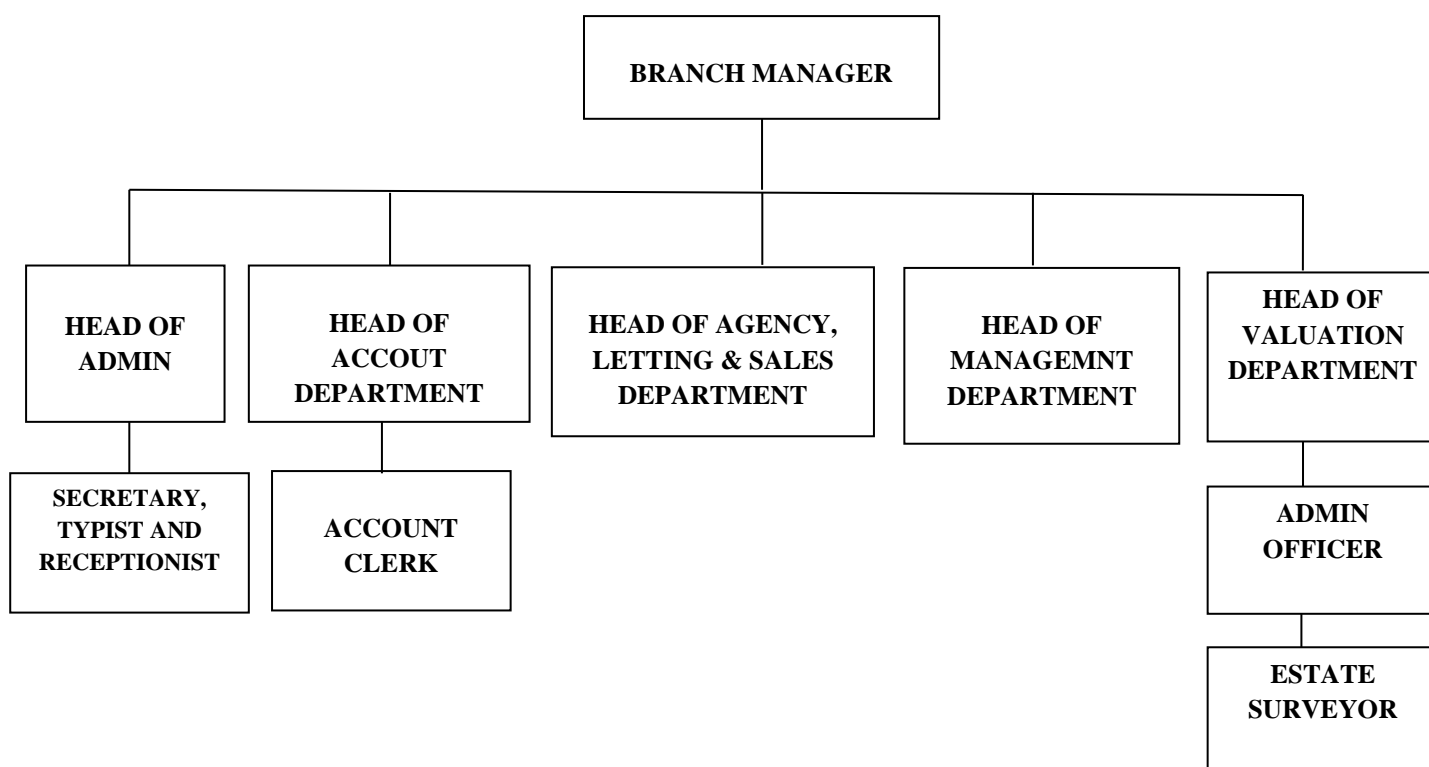 BRANCH MANAGER
HEAD OF
ADMIN
HEAD OF
ACCOUT
DEPARTMENT
HEAD OF AGENCY,
LETTING & SALES
DEPARTMENT
HEAD OF
MANAGEMNT
DEPARTMENT
HEAD OF
VALUATION
DEPARTMENT
SECRETARY,
TYPIST AND
RECEPTIONIST
ACCOUNT
CLERK
ADMIN
OFFICER
ESTATE
SURVEYOR